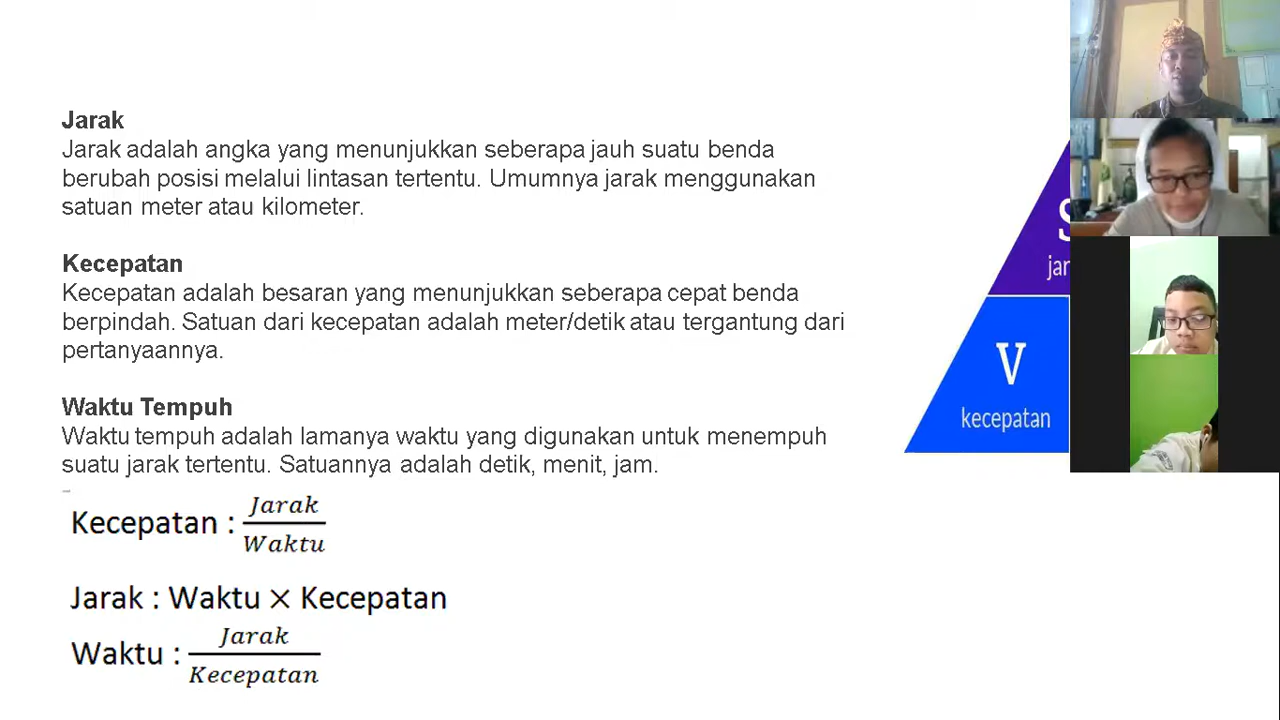 Jarak
Jarak adalah angka yang menunjukkan seberapa jauh suatu benda
berubah posisi melalui lintasan tertentu. Umumnya jarak menggunakan
satuan meter atau kilometer.
Kecepatan
Kecepatan adalah besaran yang menunjukkan seberapa cepat benda
berpindah. Satuan dari kecepatan adalah meter/detik atau tergantung dari
pertanyaannya.
Waktu Tempuh
Waktu tempuh adalah lamanya waktu yang digunakan untuk menempuh
suatu jarak tertentu. Satuannya adalah detik, menit, jam.
Kecepatan : Jarak
Waktu
Jarak : Waktu × Kecepatan
Waktu : Jarak
Kecepatan
V
kecepatan